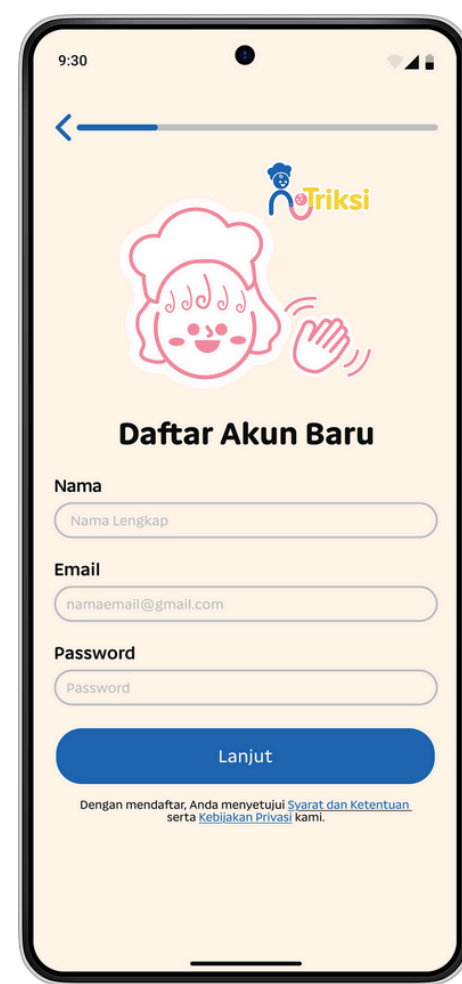 9:30
Triksi
Daftar Akun Baru
Nama
Nama Lengkap
Email
namaemail@gmail.com
Password
Password
Lanjut
Dengan mendaftar, Anda menyetujui Syarat dan Ketentuan
serta Kebijakan Privasi kami.